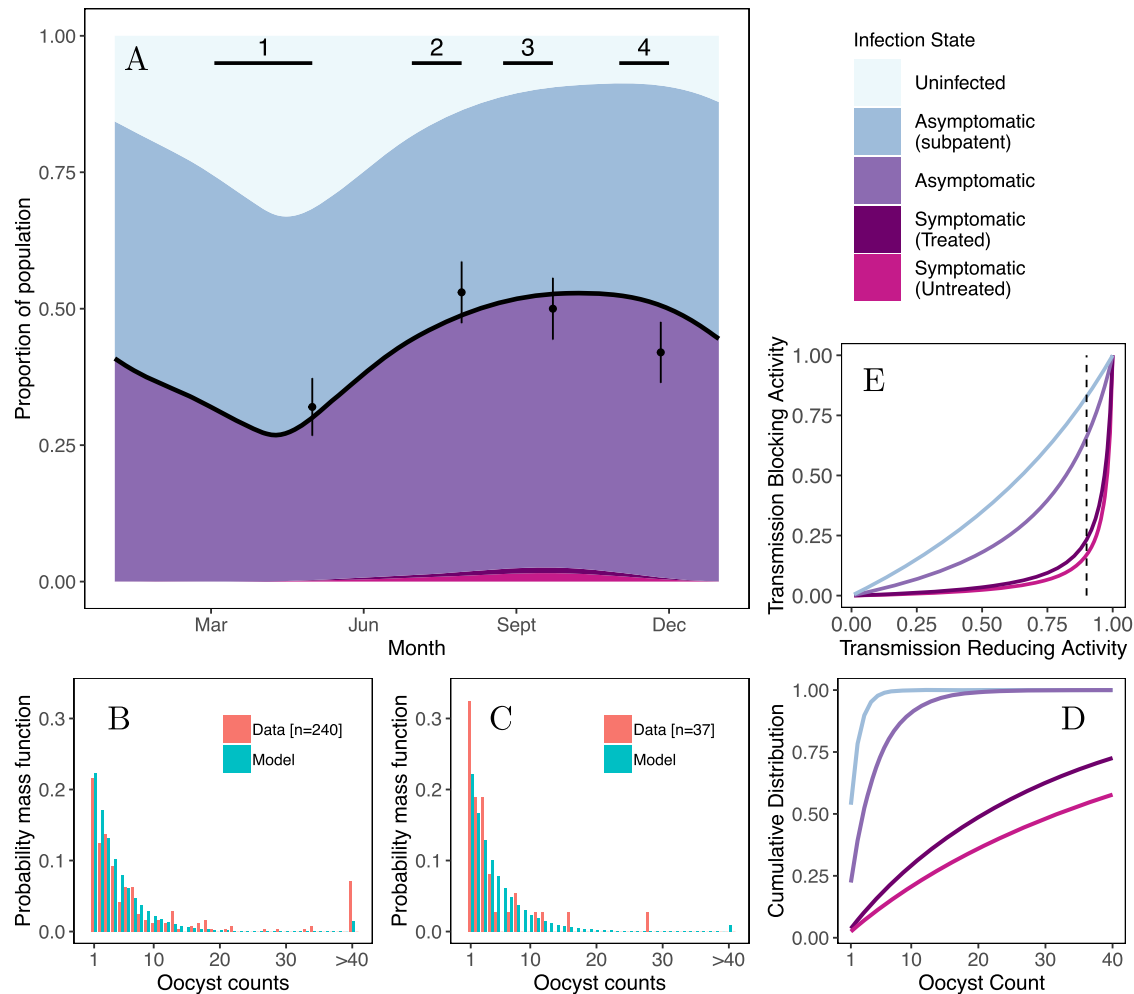 A
1
2
3
4
1.00
0.75
0.50
0.25
0.00
Proportion of population
Mar
Jun
Sept
Dec
Month
Infection State
Uninfected
Asymptomatic
(subpatent)
Asymptomatic
Symptomatic
(Treated)
Symptomatic
(Untreated)
E
1.00
0.75
0.50
0.25
0.00
Transmission Blocking Activity
0.00
0.25
0.50
0.75
1.00
Transmission Reducing Activity
B
Data [n=240]
Model
0.3
0.2
0.1
0.0
Probability mass function
1
10
20
30
>40
Oocyst counts
C
Data [n=37]
Model
0.3
0.2
0.1
0.0
Probability mass function
1
10
20
30
>40
Oocyst counts
D
1.00
0.75
0.50
0.25
0.00
Cumulative Distribution
1
10
20
30
40
Oocyst Count